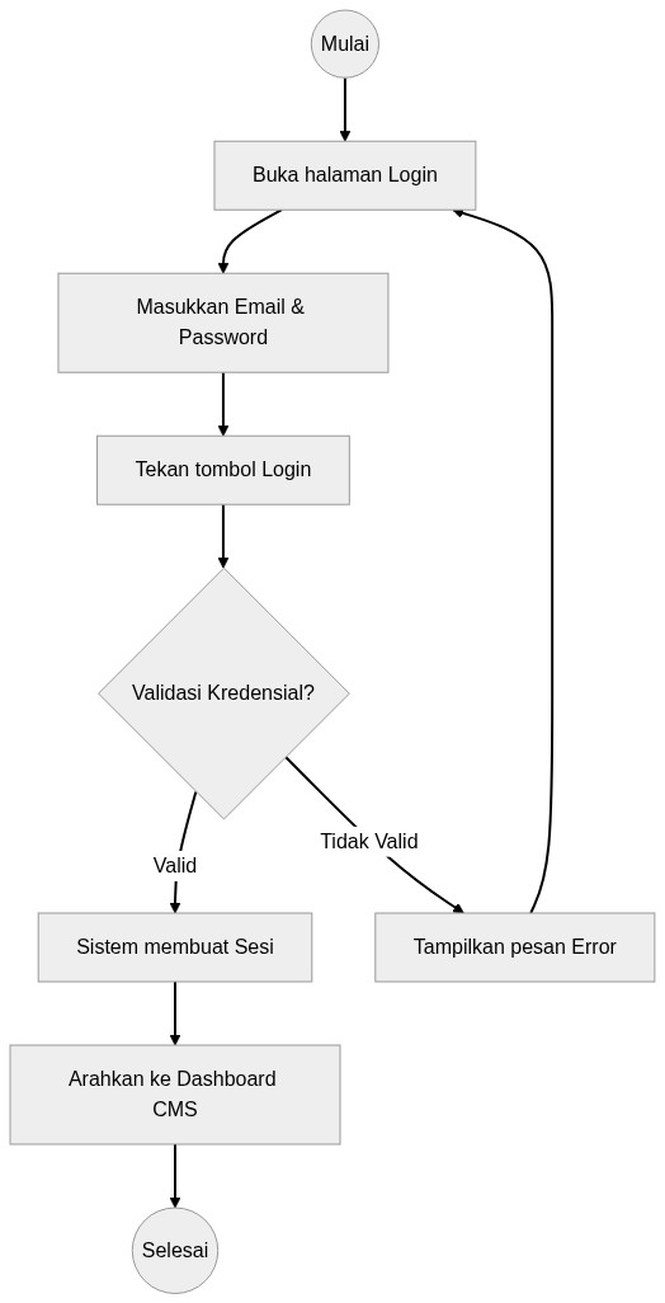 Mulai
Buka halaman Login
Masukkan Email &
Password
Tekan tombol Login
Validasi Kredensial?
Tidak Valid
Valid
Sistem membuat Sesi
Tampilkan pesan Error
Arahkan ke Dashboard
CMS
Selesai